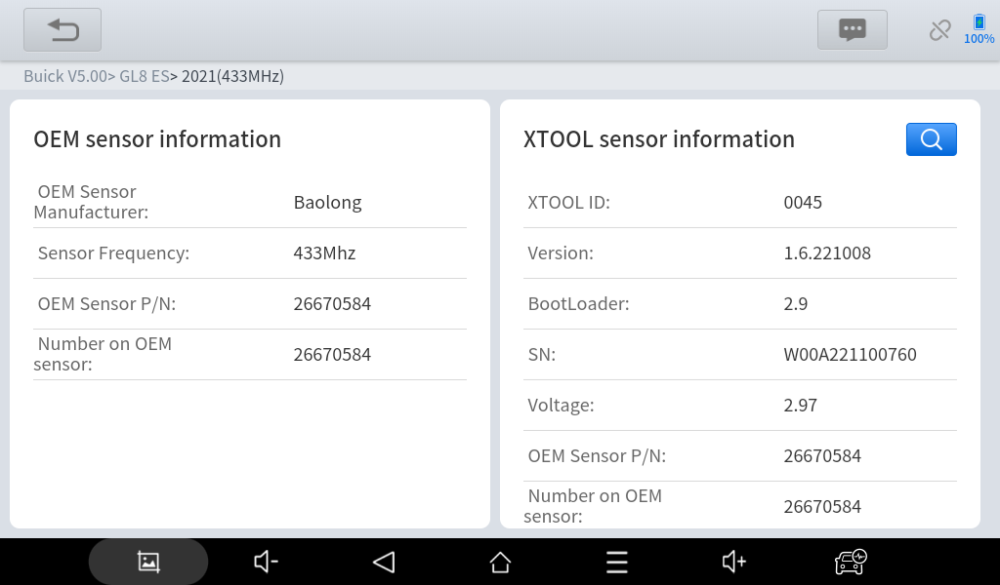 100%
Buick V5.00> GL8 ES> 2021(433MHz)
OEM sensor information
OEM Sensor
Manufacturer:
Baolong
Sensor Frequency:
433Mhz
OEM Sensor P/N:
26670584
Number on OEM
sensor:
26670584
XTOOL sensor information
XTOOL ID:
0045
Version:
1.6.221008
BootLoader:
2.9
SN:
W00A221100760
Voltage:
2.97
OEM Sensor P/N:
26670584
Number on OEM
sensor:
26670584